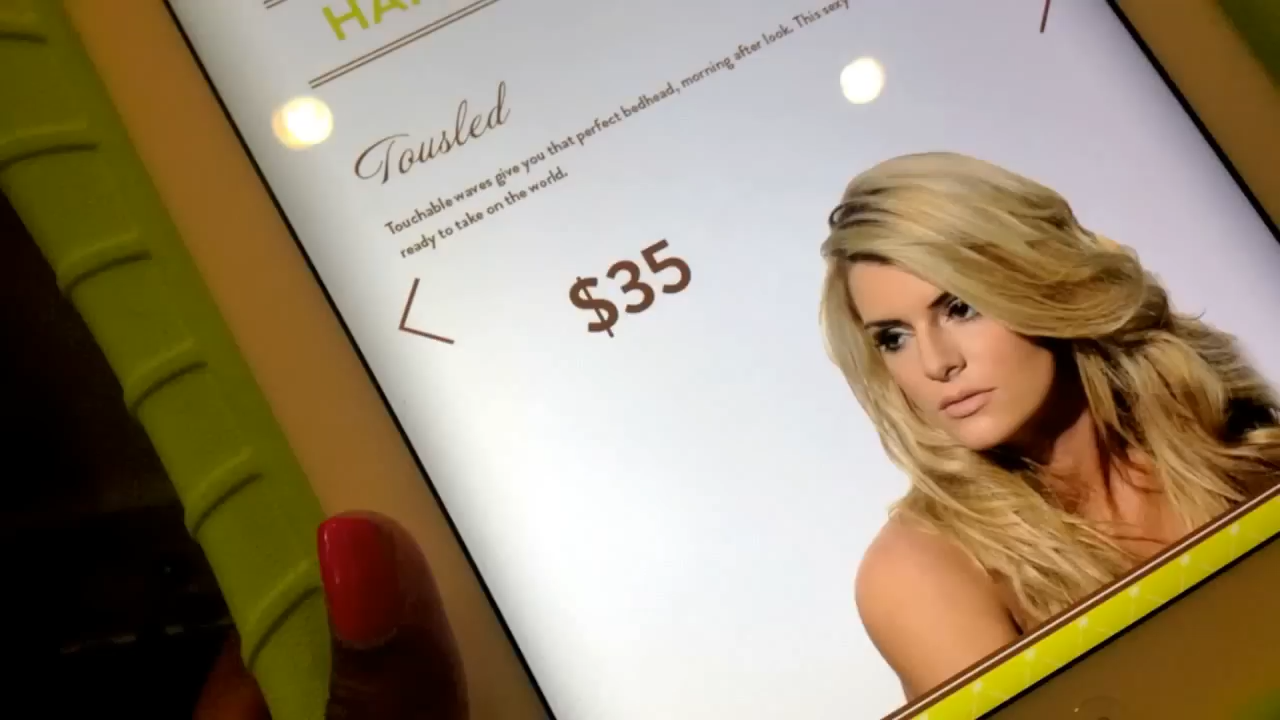 HAI
Tousled
Touchable waves give you that perfect bedhead, morning after look. This sexy
ready to take on the world.
$35